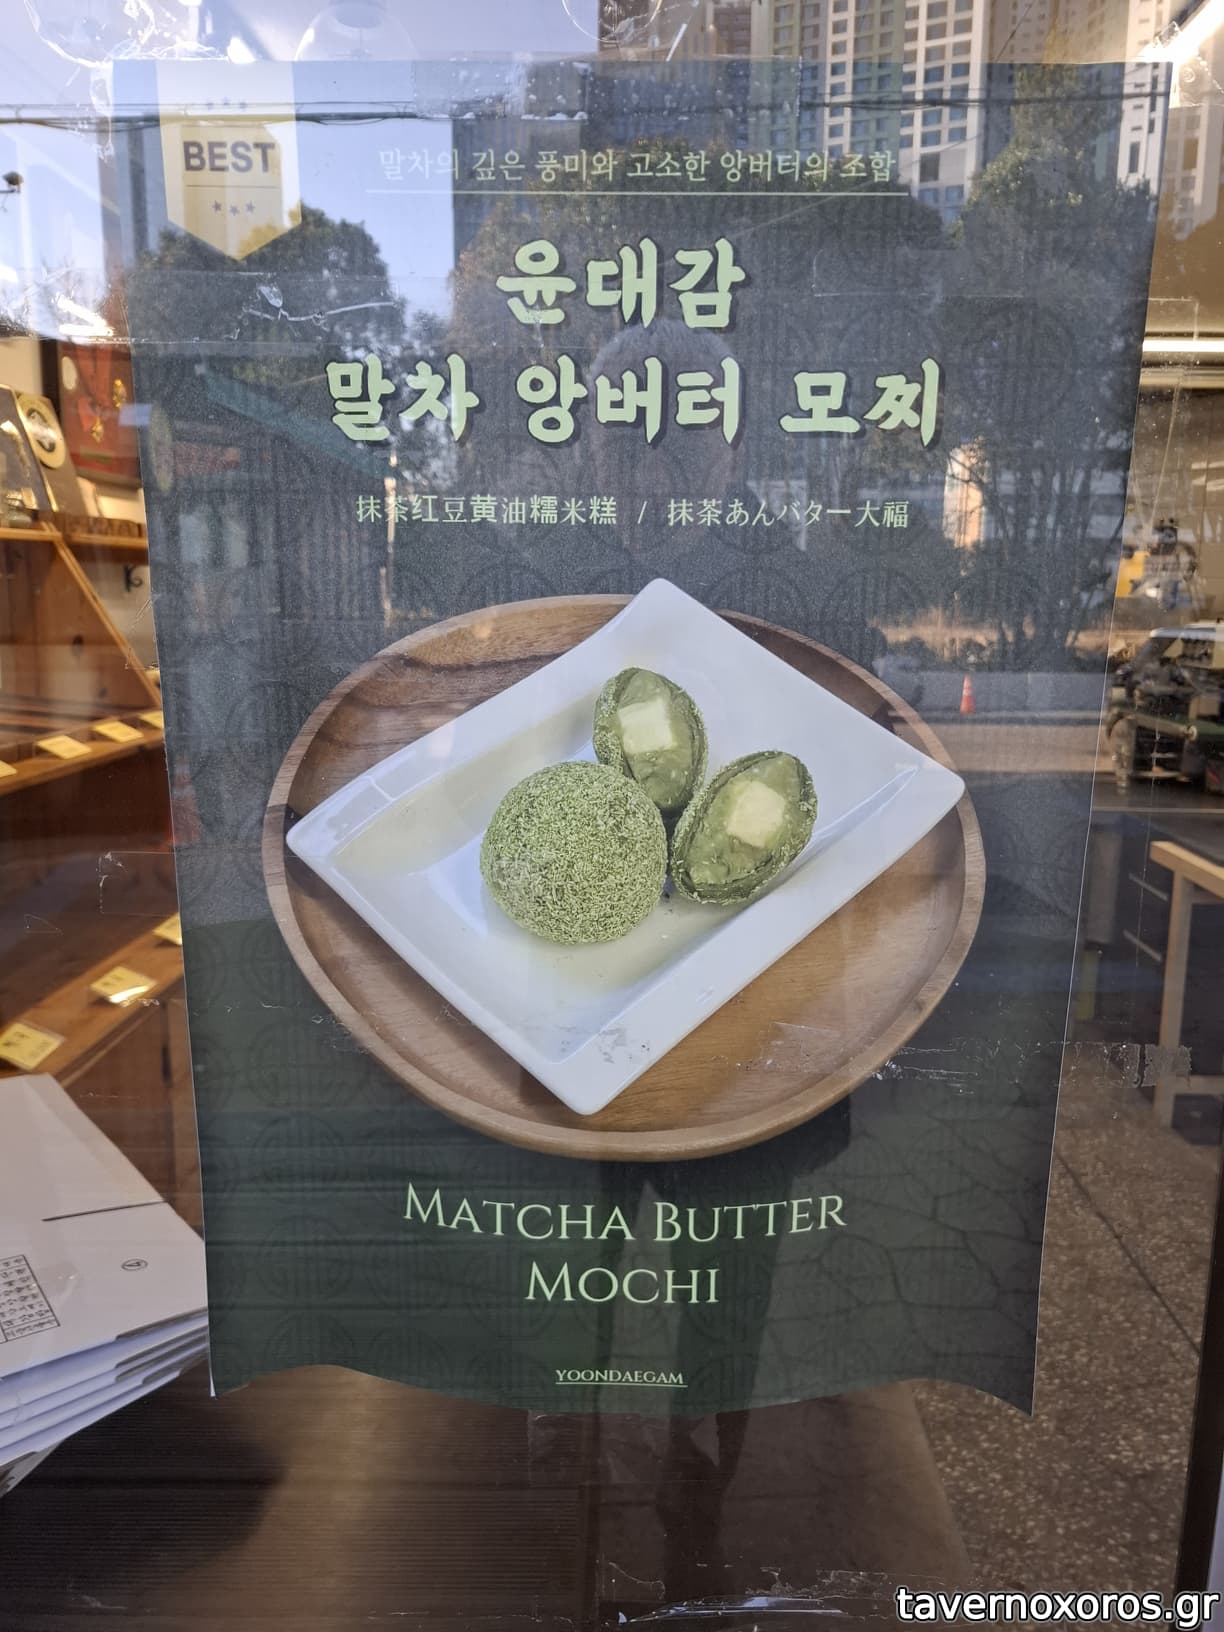 BEST
말차의 깊은 풍미와 고소한 앙버터의 조합
윤대감
말차 앙버터 모찌
抹茶红豆黄油糯米糕 / 抹茶あんバター大福
MATCHA BUTTER
MOCHI
YOONDAEGAM
tavernoxoros.gr